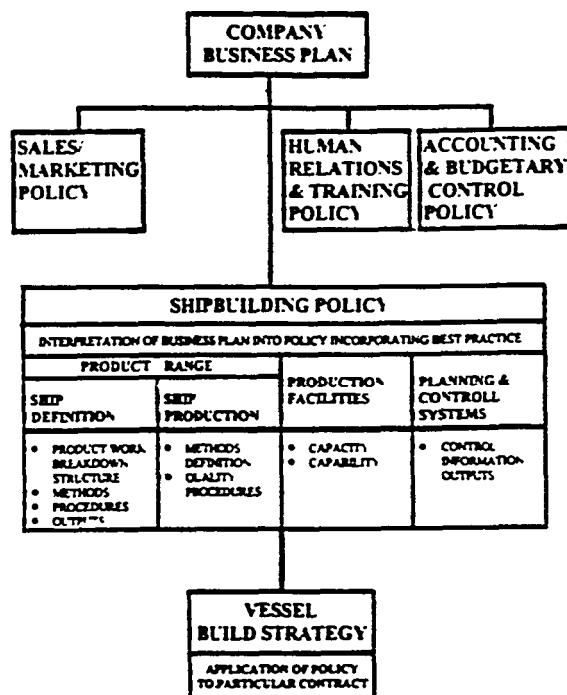 COMPANY
BUSINESS PLAN
SALES/
MARKETING
POLICY
HUMAN
RELATIONS
& TRAINING
POLICY
ACCOUNTING
& BUDGETARY
CONTROL
POLICY
SHIPBUILDING POLICY
INTERPRETATION OF BUSINESS PLAN INTO POLICY INCORPORATING BEST PRACTICE
PRODUCT RANGE
SHIP
DEFINITION
SHIP
PRODUCTION
PRODUCTION
FACILITIES
PLANNING &
CONTROLL
SYSTEMS
• PRODUCT WORK
BREAKDOWN
STRUCTURE
• METHODS
• PROCEDURES
• OUTPUTS
• METHODS
DEFINITION
• QUALITY
PROCEDURES
• CAPACITY
• CAPABILITY
• CONTROL
INFORMATION
OUTPUTS
VESSEL
BUILD STRATEGY
APPLICATION OF POLICY
TO PARTICULAR CONTRACT